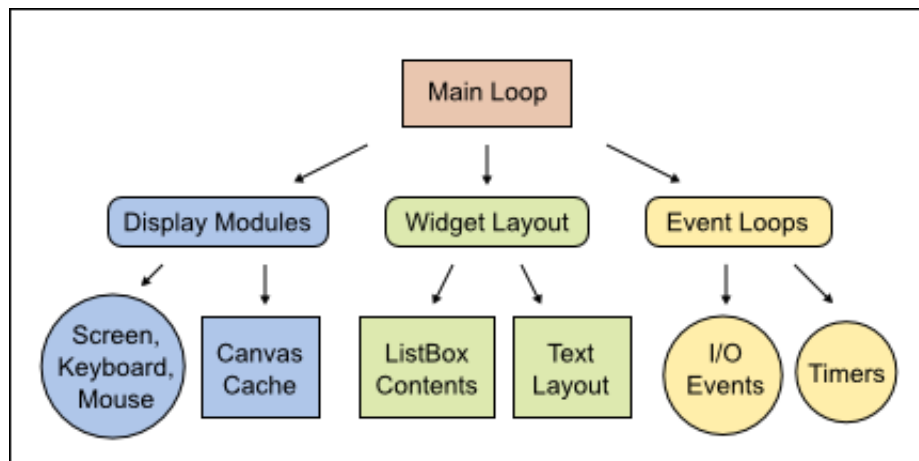 Main Loop
Display Modules
Widget Layout
Event Loops
Screen,
Keyboard,
Mouse
Canvas
Cache
ListBox
Contents
Text
Layout
I/O
Events
Timers